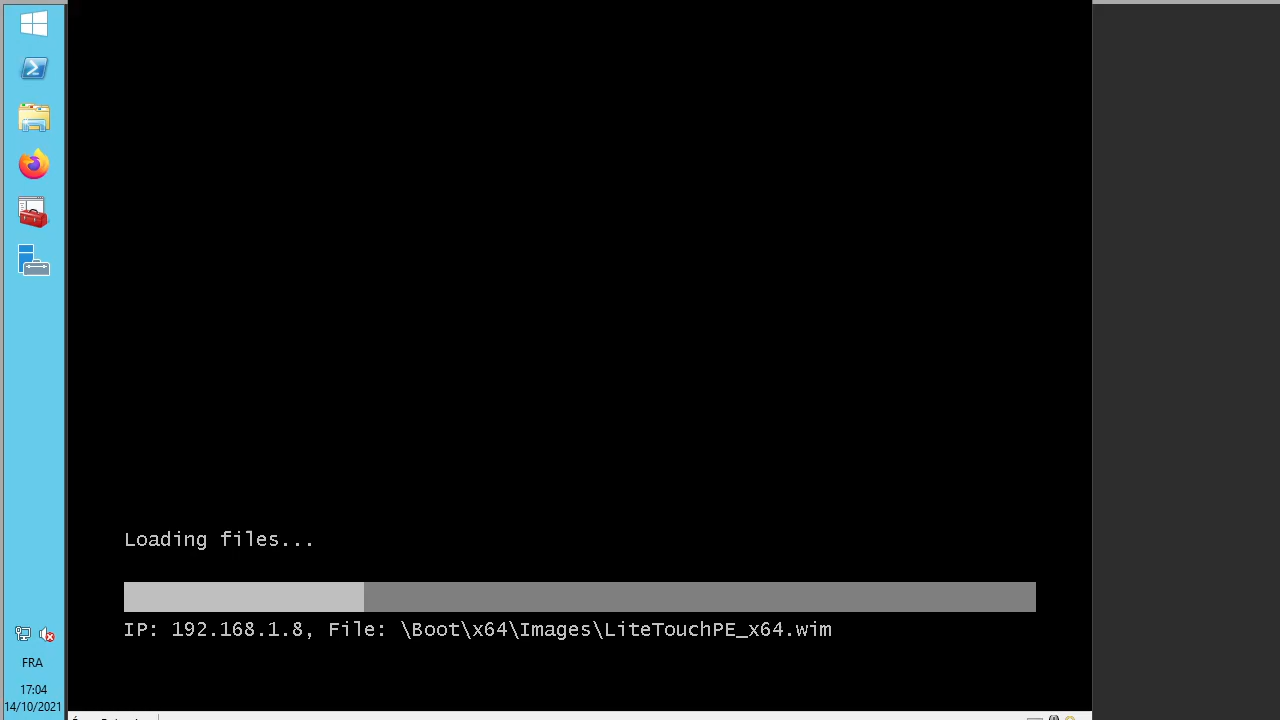 Loading files...
IP: 192.168.1.8, File: \Boot\x64\Images\LiteTouchPE_x64.wim
FRA
17:04
14/10/2021